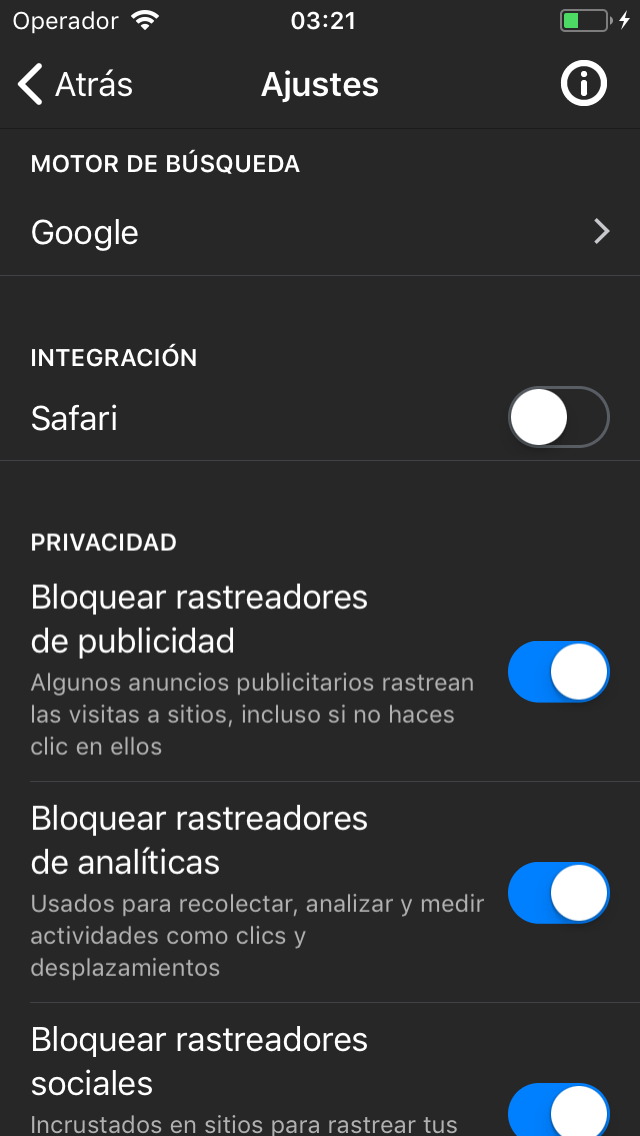 Operador
03:21
Atrás
Ajustes
MOTOR DE BÚSQUEDA
Google
INTEGRACIÓN
Safari
PRIVACIDAD
Bloquear rastreadores
de publicidad
Algunos anuncios publicitarios rastrean
las visitas a sitios, incluso si no haces
clic en ellos
Bloquear rastreadores
de analíticas
Usados para recolectar, analizar y medir
actividades como clics y
desplazamientos
Bloquear rastreadores
sociales
Incrustados en sitios para rastrear tus